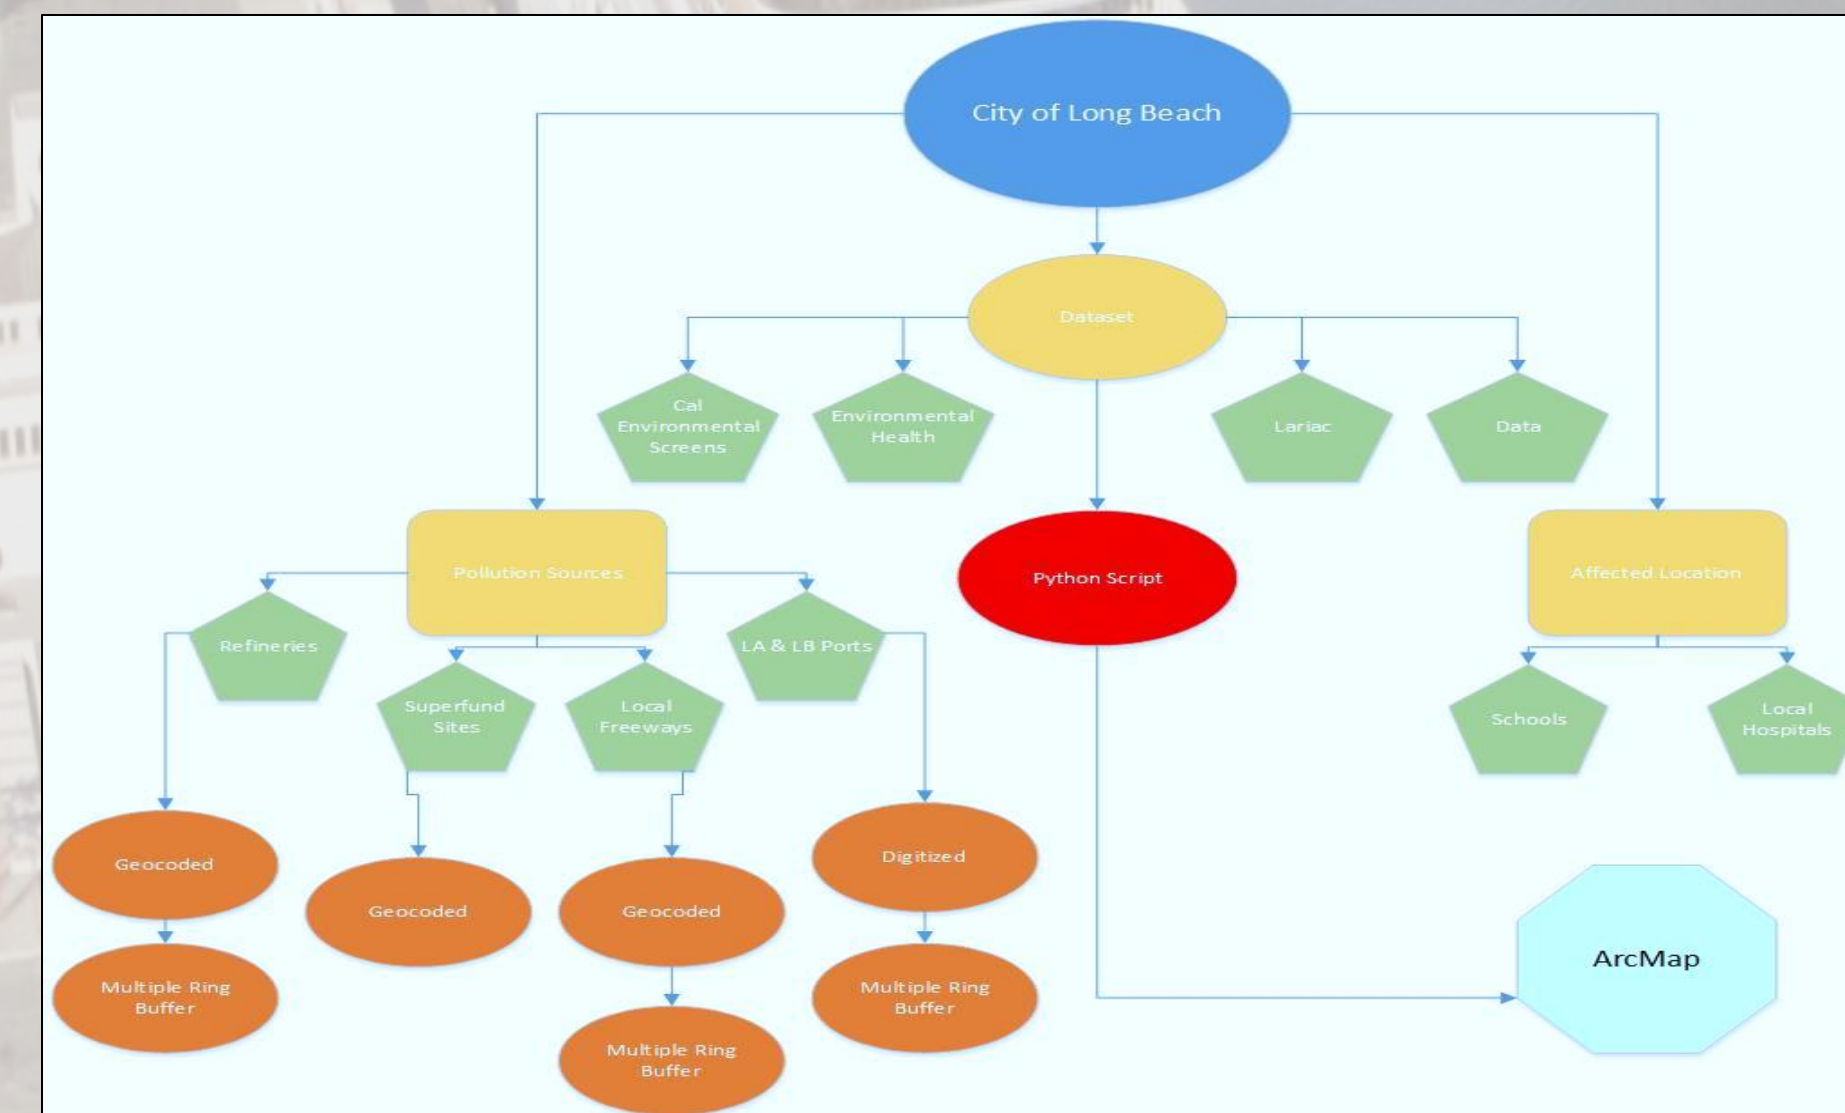 City of Long Beach
Dataset
Cal
Environmental
Screens
Environmental
Health
Lariac
Data
Pollution Sources
Python Script
Affected Location
Refineries
LA & LB Ports
Superfund
Sites
Local
Freeways
Schools
Local
Hospitals
Geocoded
Geocoded
Geocoded
Digitized
ArcMap
Multiple Ring
Buffer
Multiple Ring
Buffer
Multiple Ring
Buffer